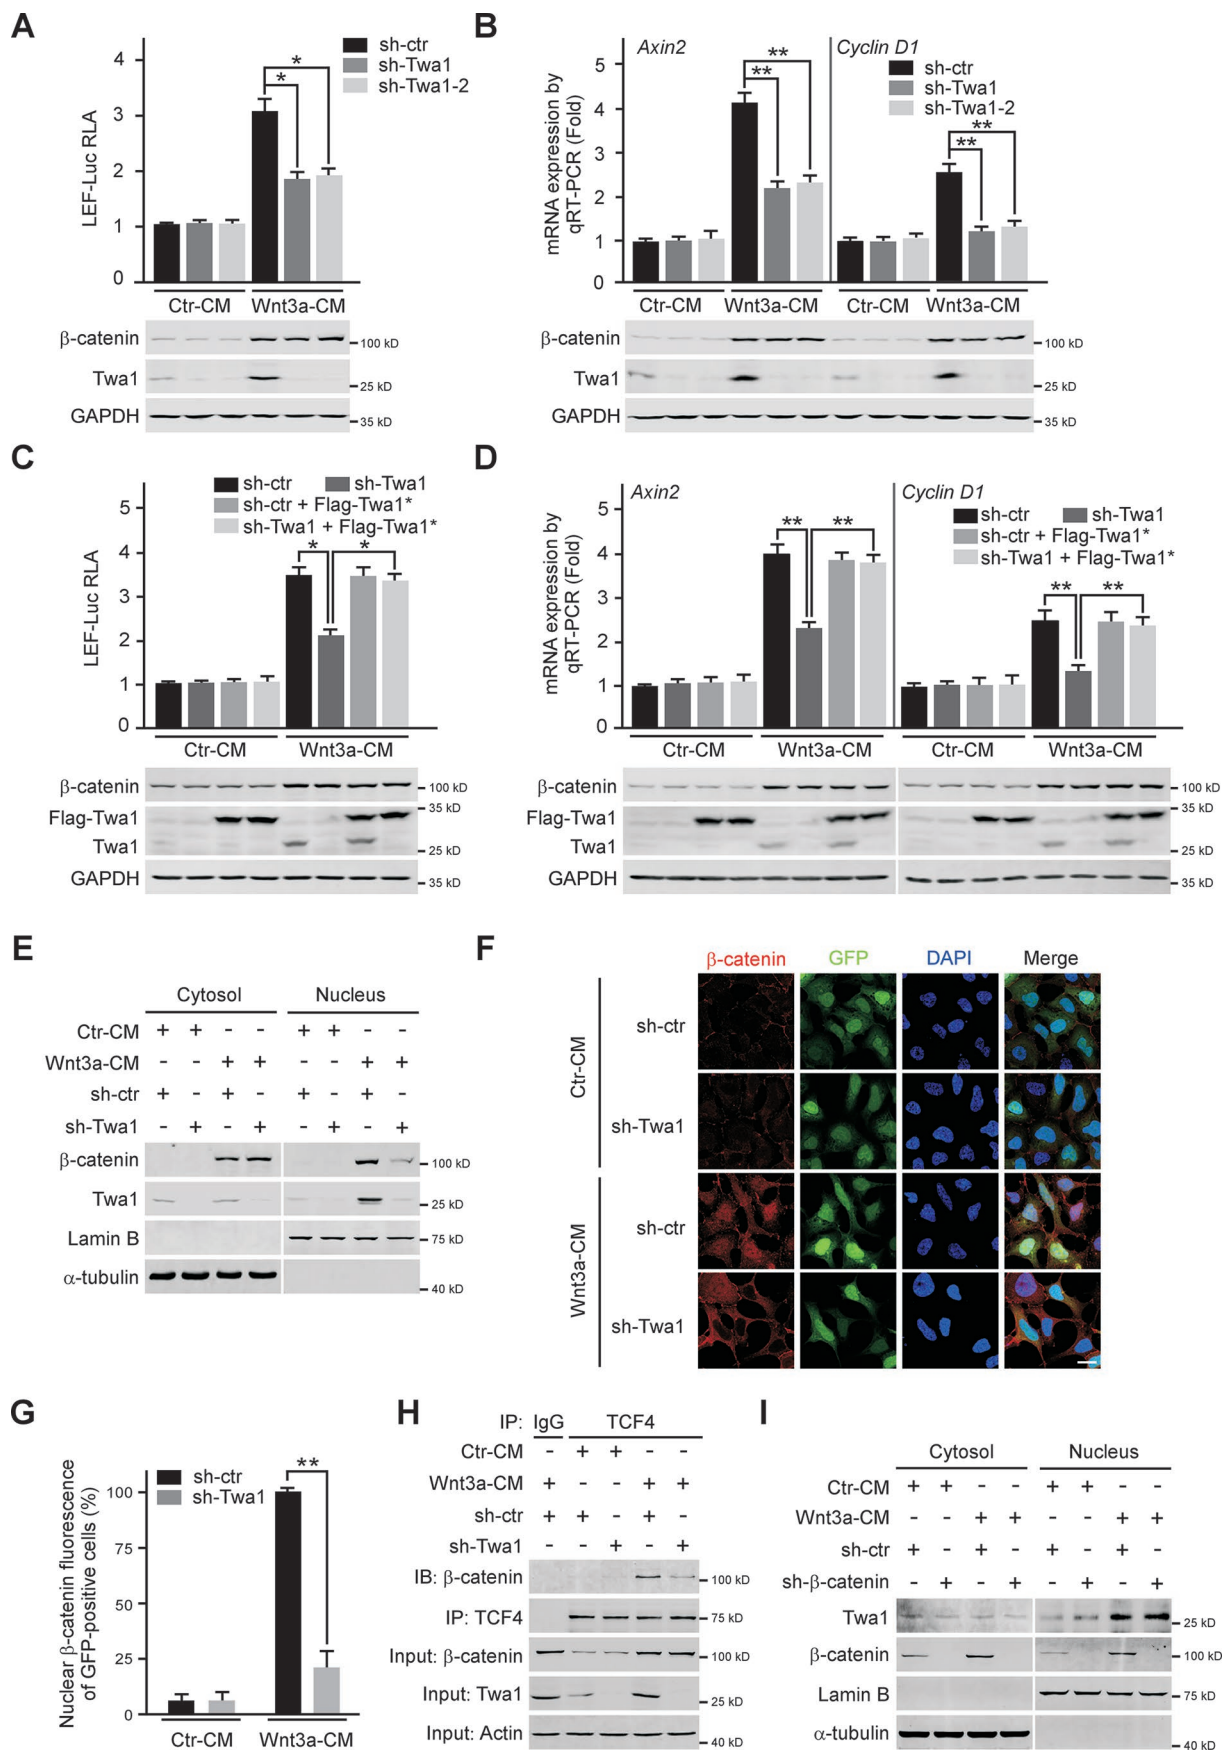 A
sh-ctr
sh-Twa1
sh-Twa1-2
LEF-Luc RLA
4
3
2
1
0
* *
Ctr-CM Wnt3a-CM
β-catenin 100 kD
Twa1 25 kD
GAPDH 35 kD
B
Axin2 Cyclin D1
sh-ctr
sh-Twa1
sh-Twa1-2
mRNA expression by
qRT-PCR (Fold)
5
4
3
2
1
0
** ** ** **
Ctr-CM Wnt3a-CM Ctr-CM Wnt3a-CM
β-catenin 100 kD
Twa1 25 kD
GAPDH 35 kD
C
sh-ctr sh-Twa1
sh-ctr + Flag-Twa1*
sh-Twa1 + Flag-Twa1*
LEF-Luc RLA
5
4
3
2
1
0
* *
Ctr-CM Wnt3a-CM
β-catenin 100 kD
35 kD
Flag-Twa1
Twa1 25 kD
GAPDH 35 kD
D
Axin2 Cyclin D1
sh-ctr sh-Twa1
sh-ctr + Flag-Twa1*
sh-Twa1 + Flag-Twa1*
mRNA expression by
qRT-PCR (Fold)
5
4
3
2
1
0
** ** ** **
Ctr-CM Wnt3a-CM Ctr-CM Wnt3a-CM
β-catenin 100 kD
35 kD
Flag-Twa1
Twa1 25 kD
GAPDH 35 kD
E
Cytosol Nucleus
Ctr-CM + + - - + + - -
Wnt3a-CM - - + + - - + +
sh-ctr + - + - + - + -
sh-Twa1 - + - + - + - +
β-catenin 100 kD
Twa1 25 kD
Lamin B 75 kD
α-tubulin 40 kD
F
β-catenin GFP DAPI Merge
Ctr-CM
sh-ctr
sh-Twa1
Wnt3a-CM
sh-ctr
sh-Twa1
G
sh-ctr
sh-Twa1
Nuclear β-catenin fluorescence
of GFP-positive cells (%)
100
75
50
25
0
**
Ctr-CM Wnt3a-CM
H
IP: IgG TCF4
Ctr-CM - + + - -
Wnt3a-CM + - - + +
sh-ctr + + - + -
sh-Twa1 - - + - +
IB: β-catenin 100 kD
IP: TCF4 75 kD
Input: β-catenin 100 kD
Input: Twa1 25 kD
Input: Actin 40 kD
I
Cytosol Nucleus
Ctr-CM + + - - + + - -
Wnt3a-CM - - + + - - + +
sh-ctr + - + - + - + -
sh-β-catenin - + - + - + - +
Twa1 25 kD
β-catenin 100 kD
Lamin B 75 kD
α-tubulin 40 kD